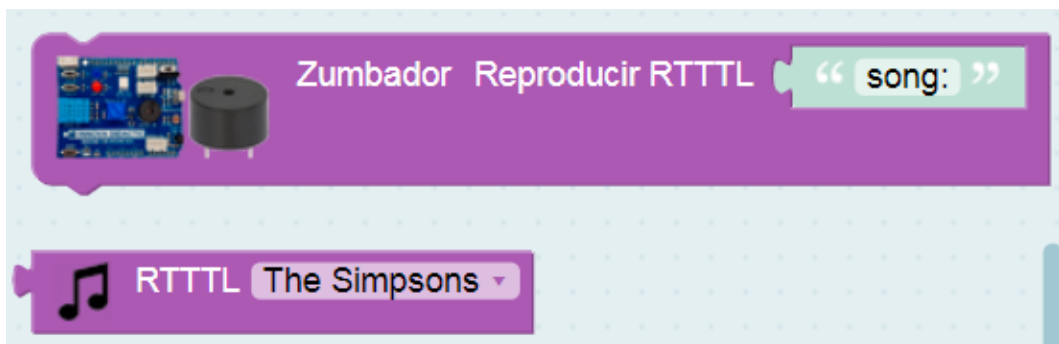 Zumbador Reproducir RTTTL “ song: ”
RTTTL The Simpsons